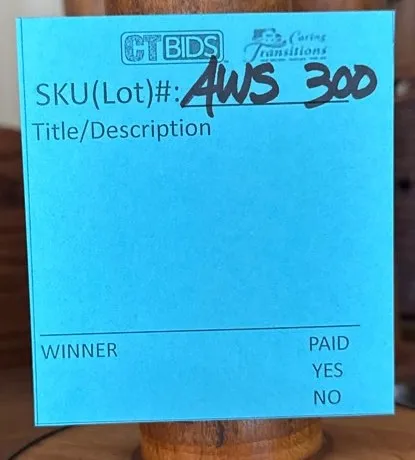 CTBIDS Caring Transitions
SKU(Lot)#: AWS 300
Title/Description
WINNER PAID
YES
NO